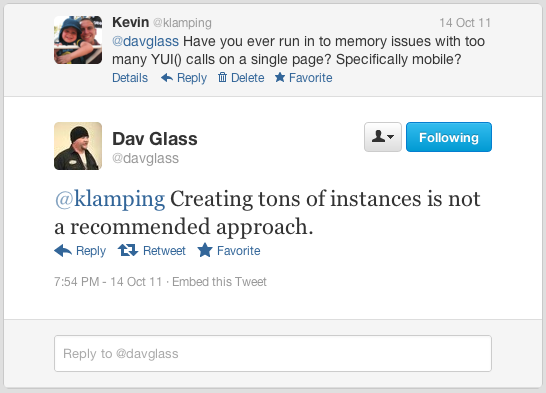 Kevin @klamping 14 Oct 11
@davglass Have you ever run in to memory issues with too
many YUI() calls on a single page? Specifically mobile?
Details Reply Delete Favorite
Dav Glass
Following
@davglass
@klamping Creating tons of instances is not
a recommended approach.
Reply Retweet Favorite
7:54 PM - 14 Oct 11 · Embed this Tweet
Reply to @davglass